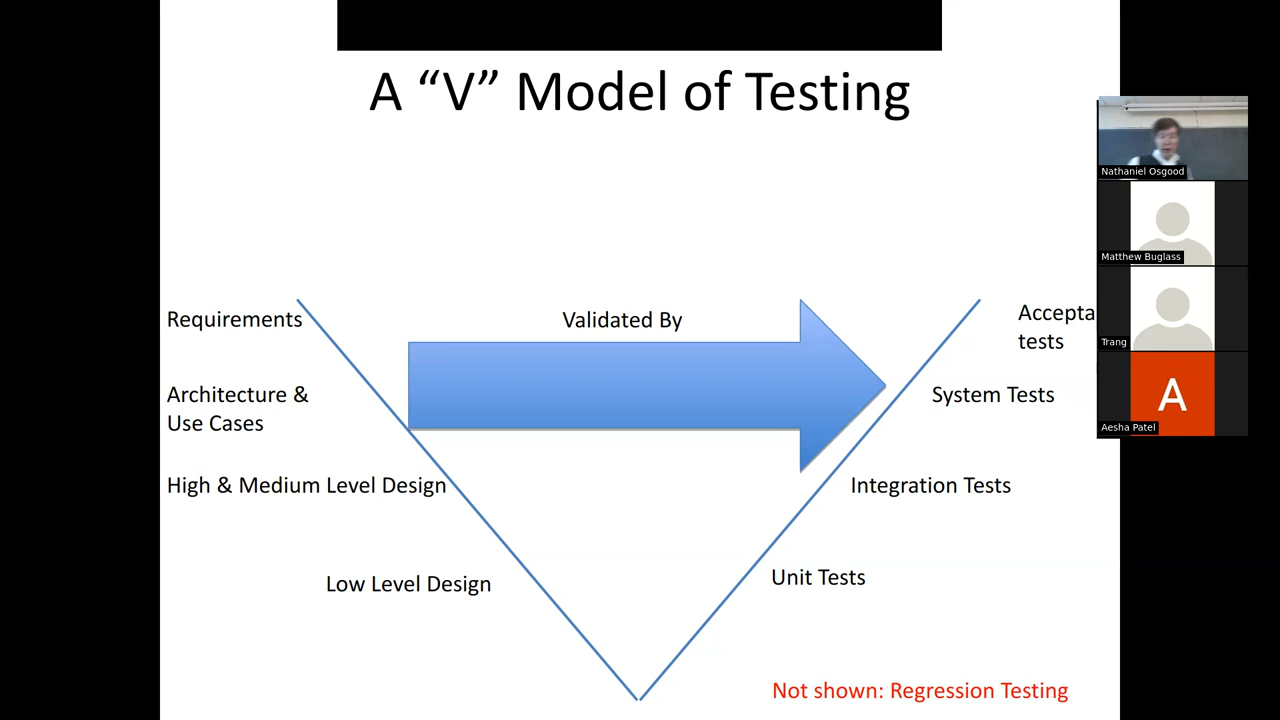 A “V” Model of Testing
Nathaniel Osgood
Matthew Buglass
Trang
A
Aesha Patel
Requirements
Validated By
Accepta
tests
Architecture &
Use Cases
System Tests
High & Medium Level Design
Integration Tests
Low Level Design
Unit Tests
Not shown: Regression Testing